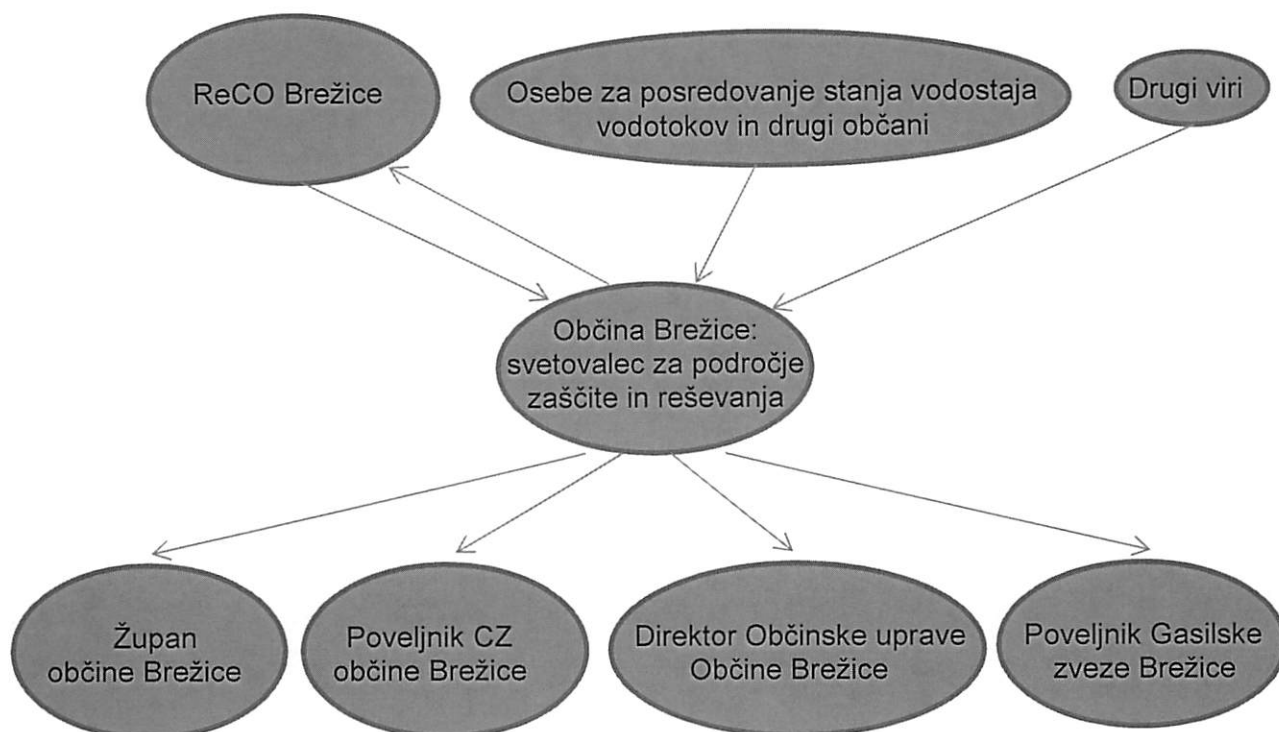 ReCO Brežice
Osebe za posredovanje stanja vodostaja
vodotokov in drugi občani
Drugi viri
Občina Brežice:
svetovalec za področje
zaščite in reševanja
Župan
občine Brežice
Poveljnik CZ
občine Brežice
Direktor Občinske uprave
Občine Brežice
Poveljnik Gasilske
zveze Brežice